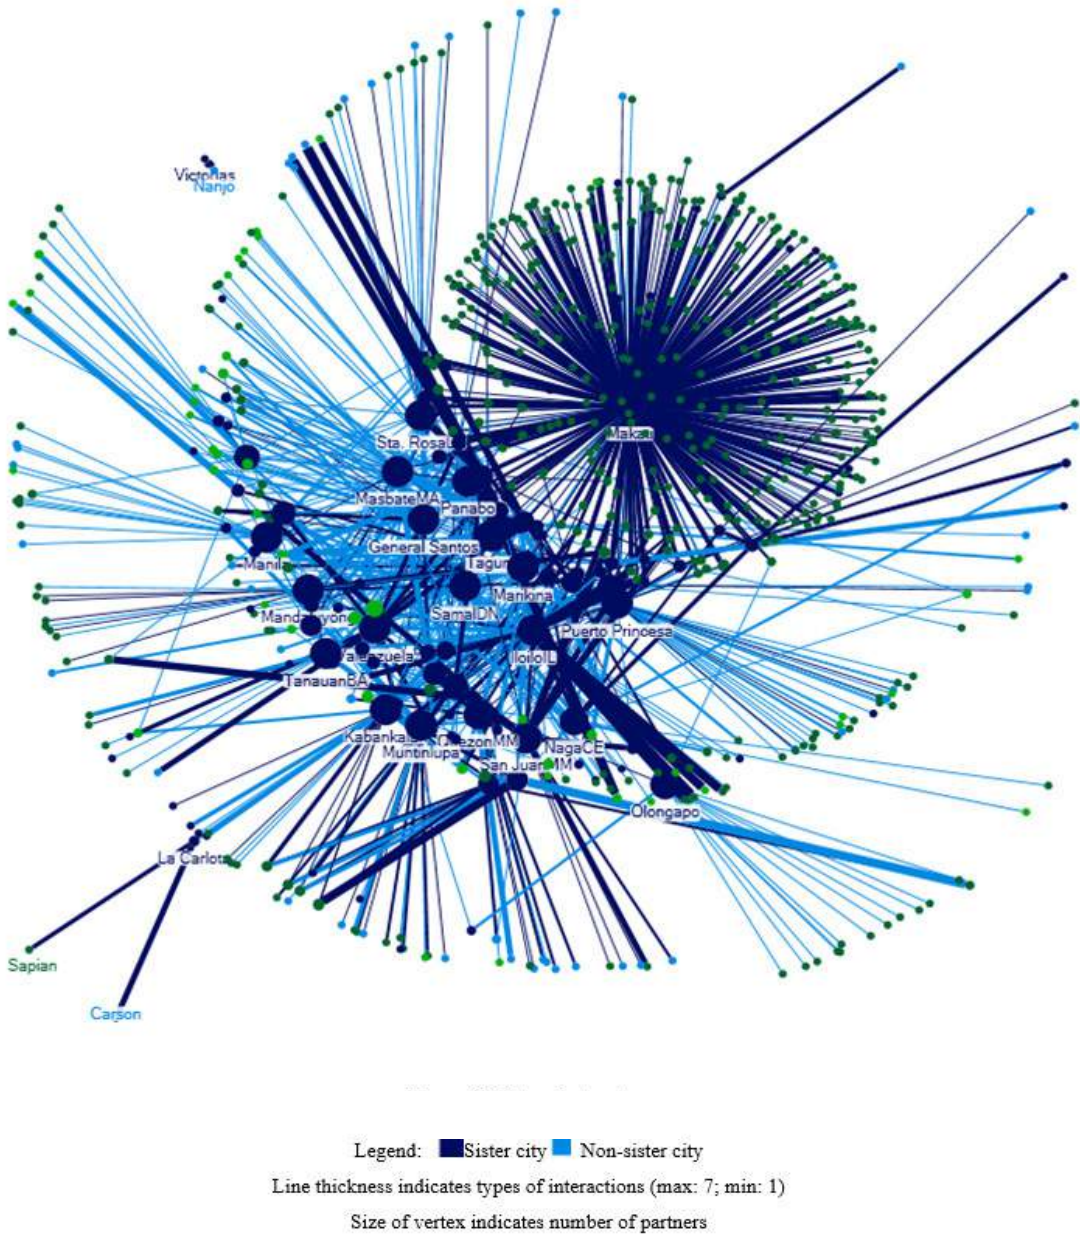 Victorias
Nanjo
Makati
Sta. RosaL
MasbateMA
Panabo
General Santos
Tagum
Manila
Marikina
SamalDN
Mandaluyong
Puerto Princesa
Valenzuela
IloiloIL
TanauanBA
Kabankalan
QuezonMM
Muntinlupa
NagaCE
San JuanMM
Olongapo
La Carlota
Sapian
Carson
Legend: Sister city Non-sister city
Line thickness indicates types of interactions (max: 7; min: 1)
Size of vertex indicates number of partners